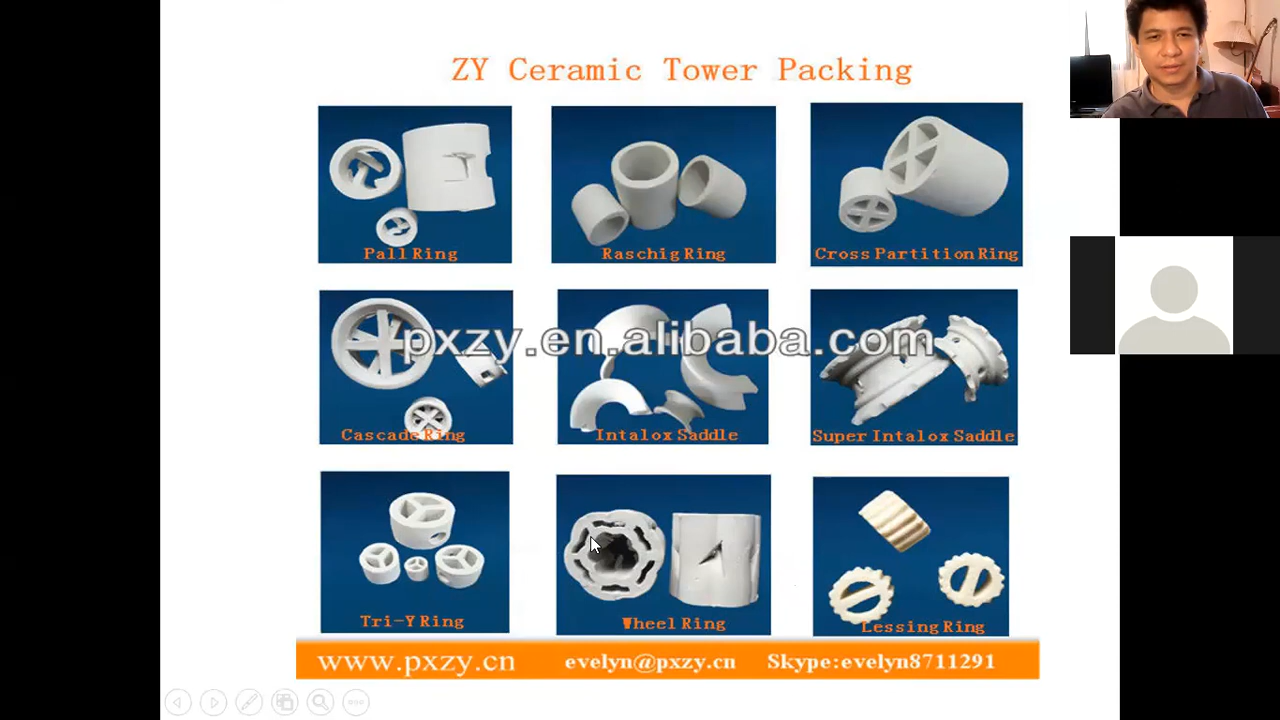 ZY Ceramic Tower Packing
Pall Ring
Raschig Ring
Cross Partition Ring
pxzy.en.alibaba.com
Cascade Ring
Intalox Saddle
Super Intalox Saddle
Tri-Y Ring
Wheel Ring
Lessing Ring
www.pxzy.cn
evelyn@pxzy.cn
Skype:evelyn8711291